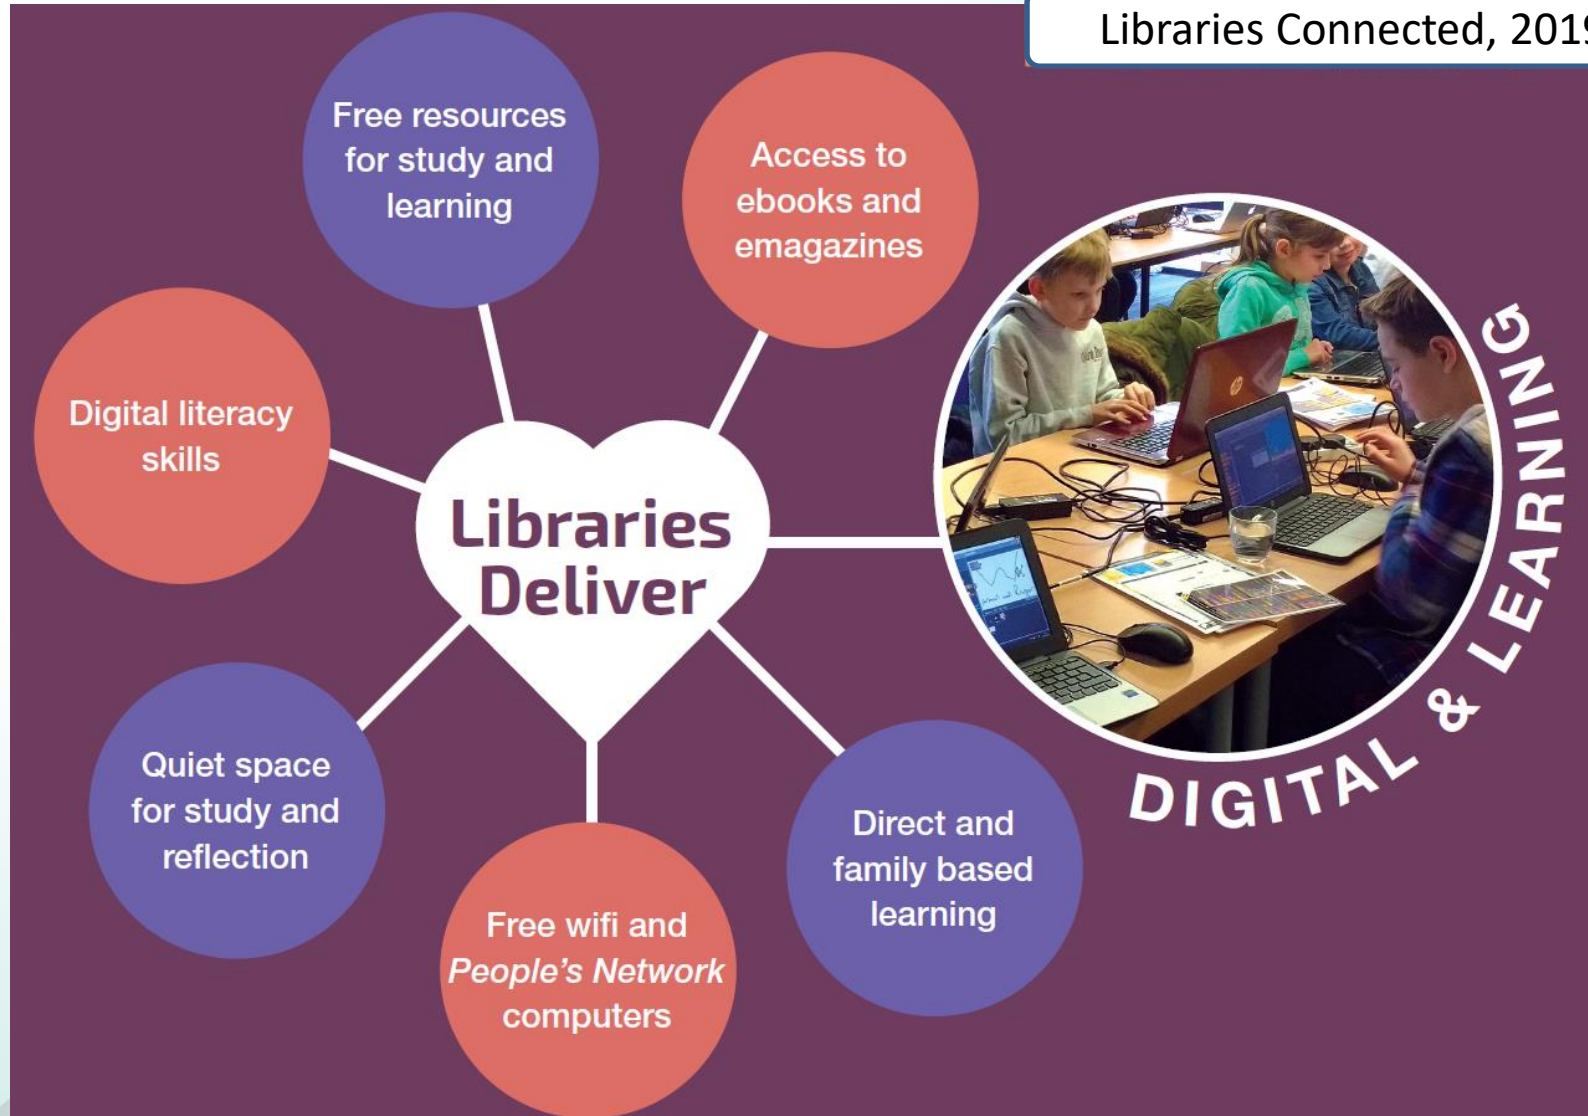 Libraries Connected, 2019
Free resources
for study and
learning
Access to
ebooks and
emagazines
Digital literacy
skills
Libraries
Deliver
DIGITAL & LEARNING
Quiet space
for study and
reflection
Direct and
family based
learning
Free wifi and
People's Network
computers